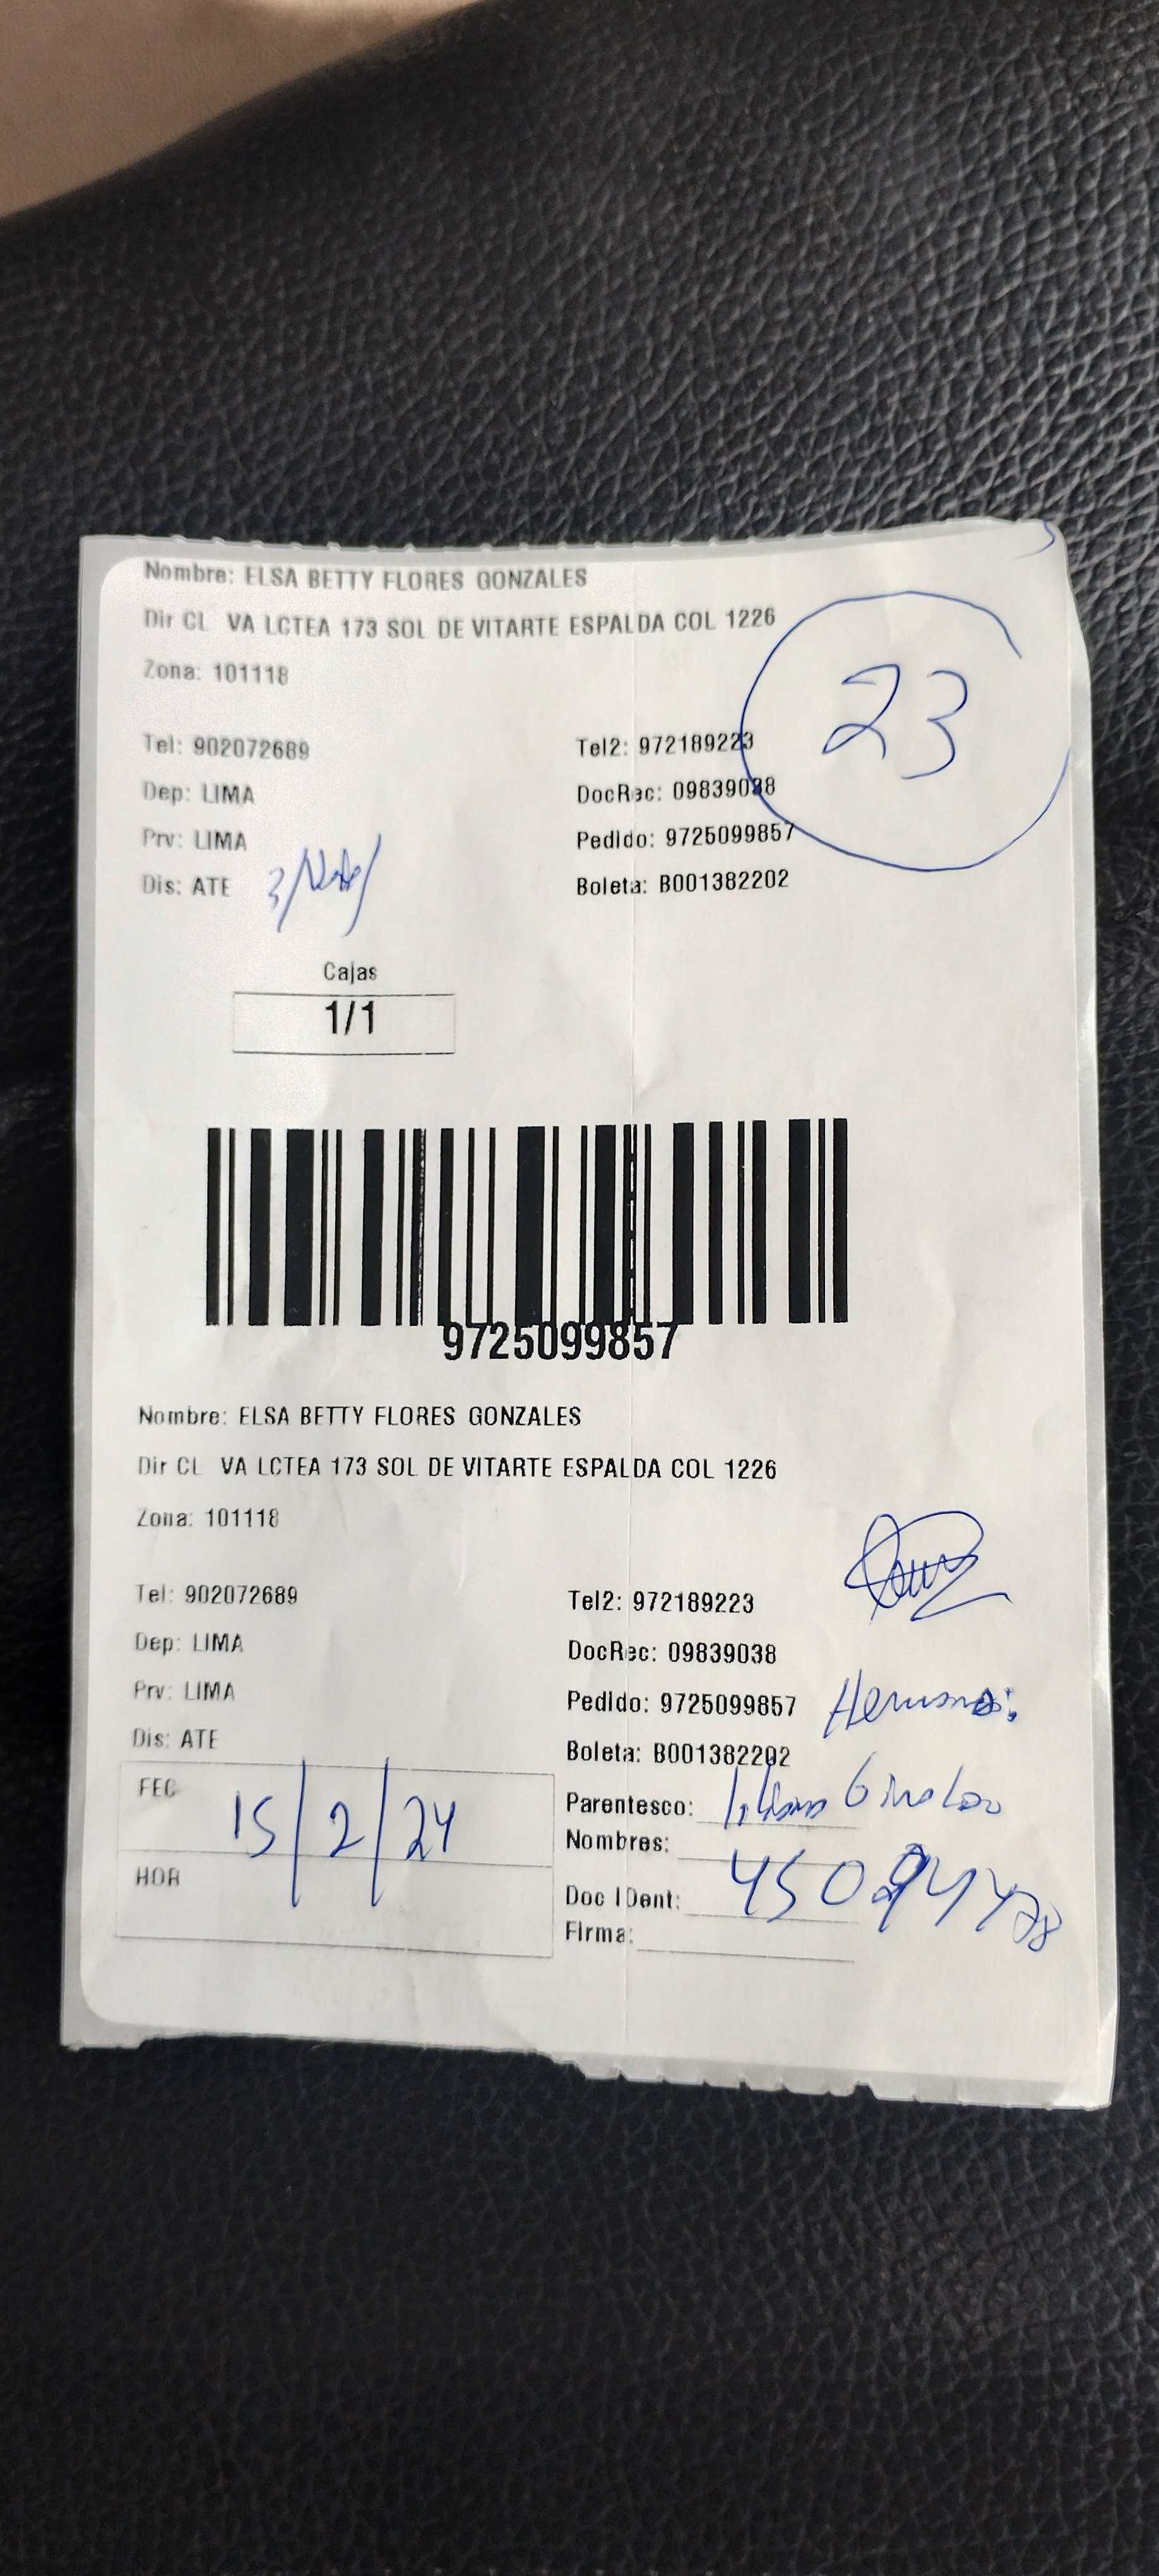 Nombre: ELSA BETTY FLORES GONZALES
Dir CL VA LCTEA 173 SOL DE VITARTE ESPALDA COL 1226
23
Zona: 101118
Tel: 902072689 Tel2: 972189223
Dep: LIMA DocRec: 09839038
Prv: LIMA Pedido: 9725099857
Dis: ATE Boleta: B001382202
Cajas
1/1
9725099857
Nombre: ELSA BETTY FLORES GONZALES
Dir CL VA LCTEA 173 SOL DE VITARTE ESPALDA COL 1226
Zona: 101118
Tel: 902072689 Tel2: 972189223
Dep: LIMA DocRec: 09839038
Prv: LIMA Pedido: 9725099857
Dis: ATE Boleta: B001382202
FEC 15/2/24 Parentesco:
Nombres:
HOR Doc IDent:
Firma: